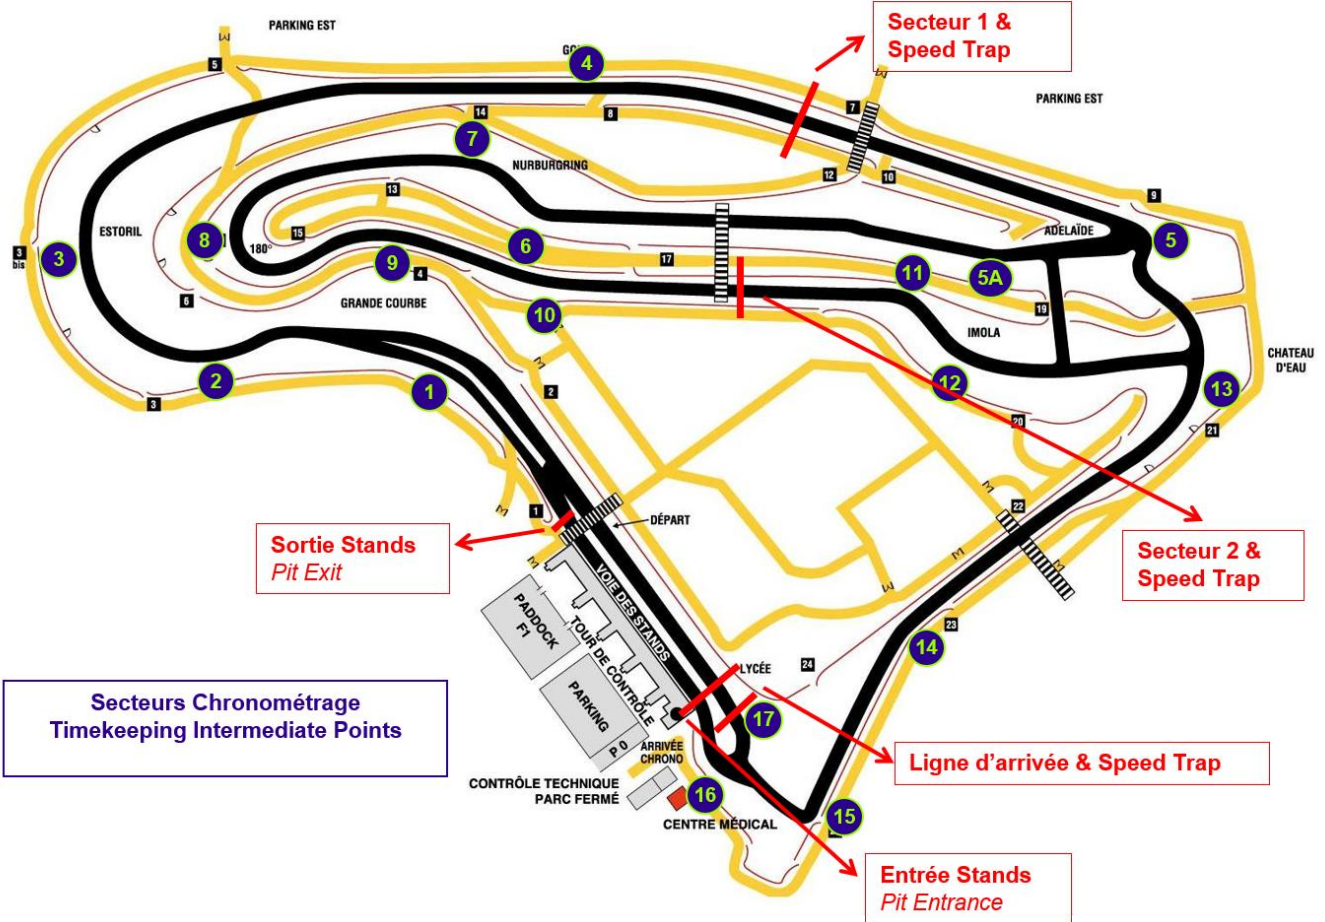 PARKING EST
Secteur 1 &
Speed Trap
4
5
M
M
PARKING EST
7
14
8
7
NURBURGRING
12
10
9
13
ESTORIL
8
180°
15
6
ADELAÏDE
5
3
3
bis
9
4
17
11
5A
6
GRANDE COURBE
10
19
IMOLA
CHATEAU
D'EAU
2
1
3
M
2
12
13
20
21
M
M
22
1
DÉPART
Sortie Stands
Pit Exit
M
M
M
M
Secteur 2 &
Speed Trap
VOIE DES STANDS
PADDOCK
F1
TOUR DE CONTRÔLE
23
14
LYCÉE
24
PARKING
P 0
17
Secteurs Chronométrage
Timekeeping Intermediate Points
ARRIVÉE
CHRONO
Ligne d'arrivée & Speed Trap
CONTRÔLE TECHNIQUE
PARC FERMÉ
16
CENTRE MÉDICAL
15
Entrée Stands
Pit Entrance